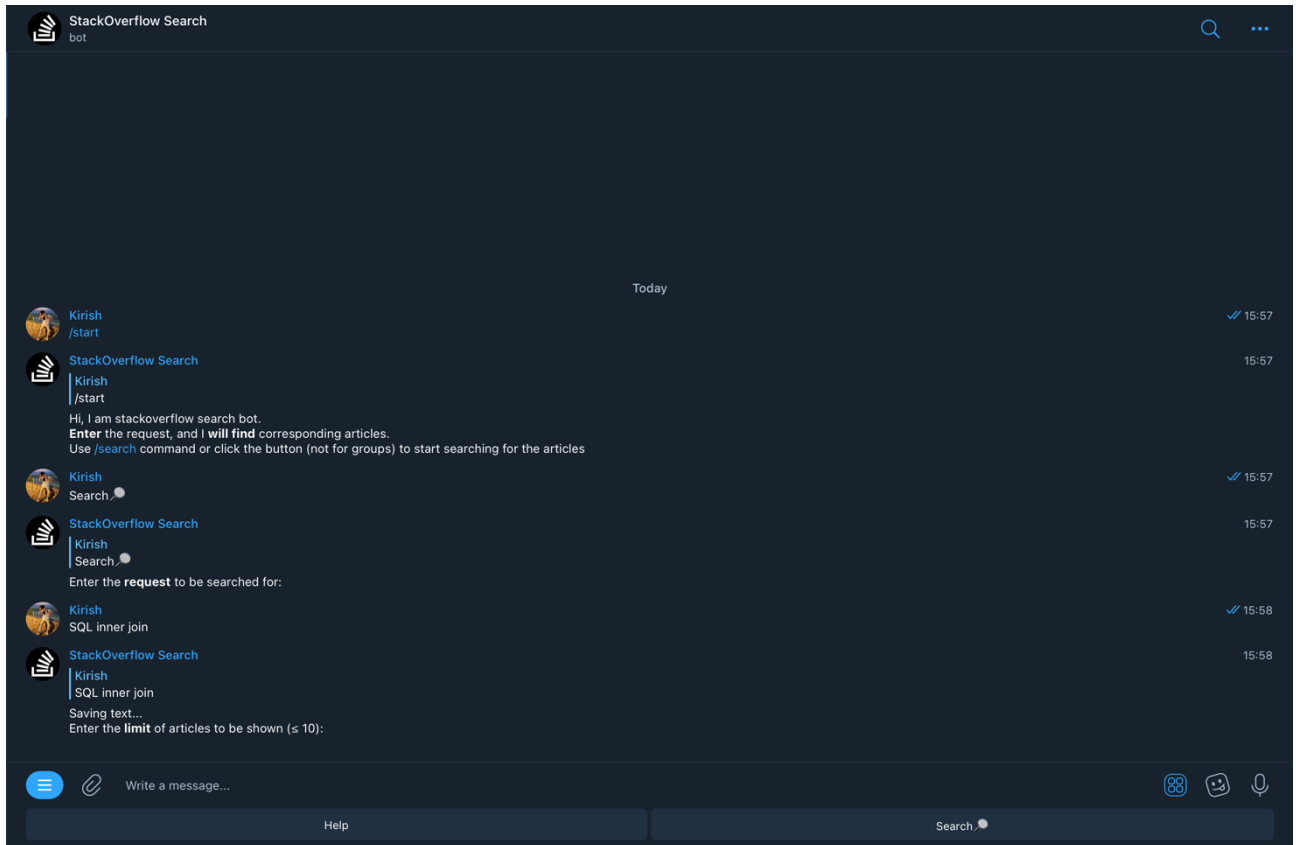 StackOverflow Search
bot
Today
Kirish
15:57
/start
StackOverflow Search
15:57
Kirish
/start
Hi, I am stackoverflow search bot.
Enter the request, and I will find corresponding articles.
Use /search command or click the button (not for groups) to start searching for the articles
Kirish
15:57
Search🔎
StackOverflow Search
15:57
Kirish
Search🔎
Enter the request to be searched for:
Kirish
15:58
SQL inner join
StackOverflow Search
15:58
Kirish
SQL inner join
Saving text...
Enter the limit of articles to be shown (≤ 10):
Write a message...
Help
Search🔎